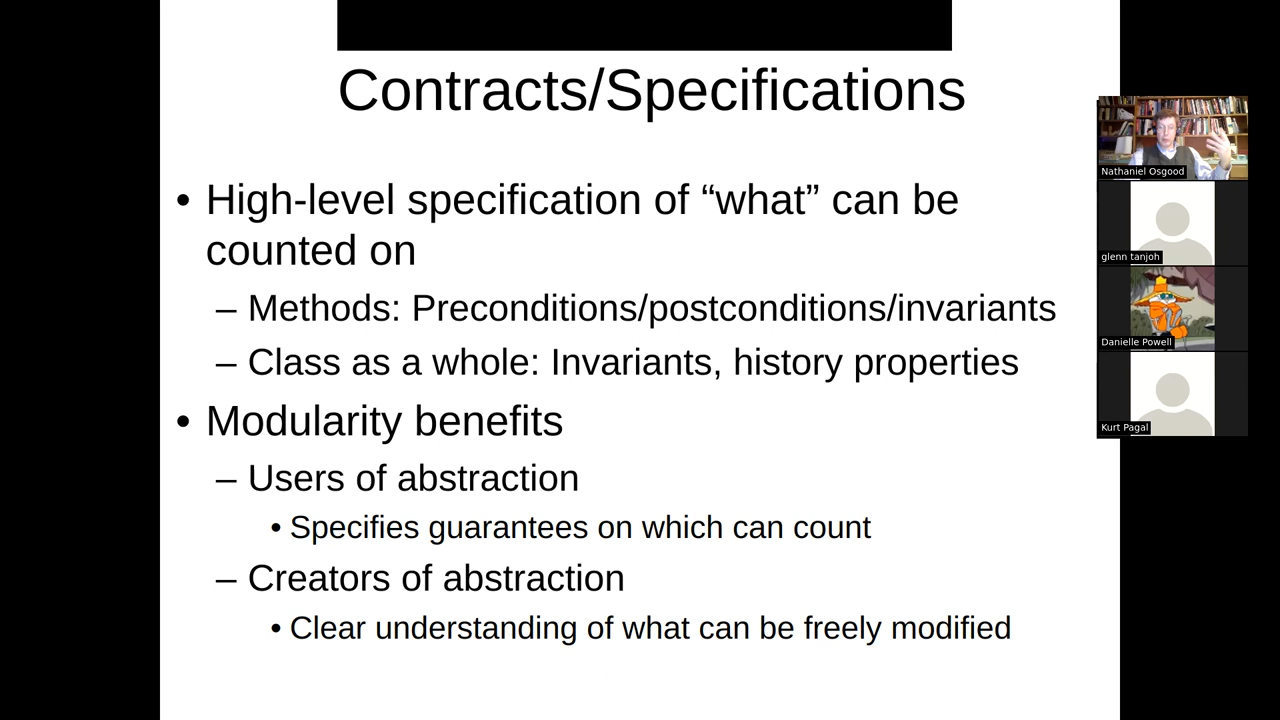 Contracts/Specifications
• High-level specification of “what” can be
counted on
– Methods: Preconditions/postconditions/invariants
– Class as a whole: Invariants, history properties
• Modularity benefits
– Users of abstraction
• Specifies guarantees on which can count
– Creators of abstraction
• Clear understanding of what can be freely modified
Nathaniel Osgood
glenn tanjoh
Danielle Powell
Kurt Pagal